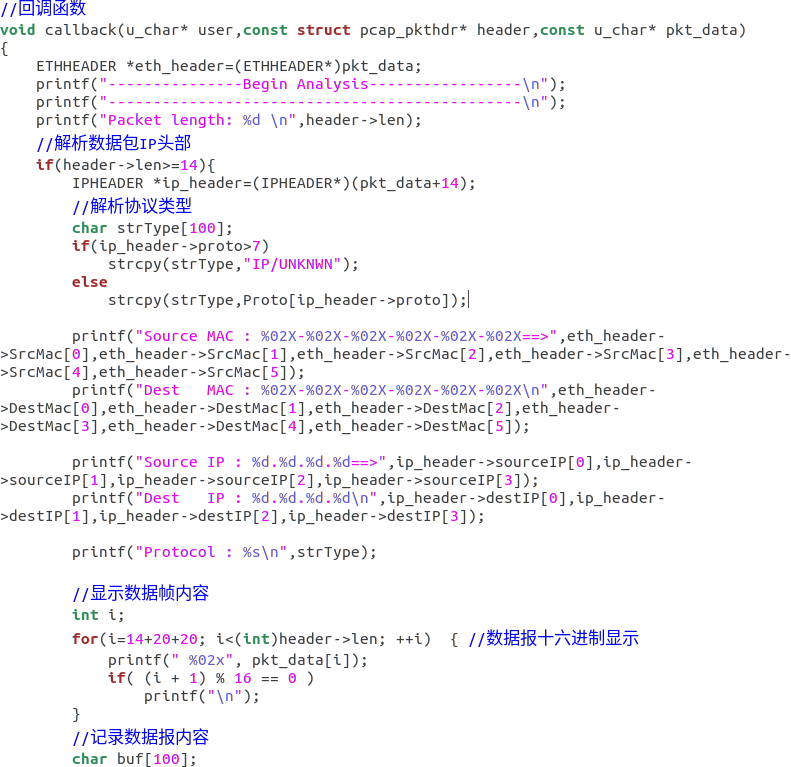 //回调函数
void callback(u_char* user,const struct pcap_pkthdr* header,const u_char* pkt_data)
{
    ETHHEADER *eth_header=(ETHHEADER*)pkt_data;
    printf("---------------Begin Analysis-----------------\n");
    printf("----------------------------------------------\n");
    printf("Packet length: %d \n",header->len);
    //解析数据包IP头部
    if(header->len>=14){
        IPHEADER *ip_header=(IPHEADER*)(pkt_data+14);
        //解析协议类型
        char strType[100];
        if(ip_header->proto>7)
            strcpy(strType,"IP/UNKNWN");
        else
            strcpy(strType,Proto[ip_header->proto]);

        printf("Source MAC : %02X-%02X-%02X-%02X-%02X-%02X==>",eth_header-
>SrcMac[0],eth_header->SrcMac[1],eth_header->SrcMac[2],eth_header->SrcMac[3],eth_header-
>SrcMac[4],eth_header->SrcMac[5]);
        printf("Dest   MAC : %02X-%02X-%02X-%02X-%02X-%02X\n",eth_header-
>DestMac[0],eth_header->DestMac[1],eth_header->DestMac[2],eth_header-
>DestMac[3],eth_header->DestMac[4],eth_header->DestMac[5]);

        printf("Source IP : %d.%d.%d.%d==>",ip_header->sourceIP[0],ip_header-
>sourceIP[1],ip_header->sourceIP[2],ip_header->sourceIP[3]);
        printf("Dest   IP : %d.%d.%d.%d\n",ip_header->destIP[0],ip_header-
>destIP[1],ip_header->destIP[2],ip_header->destIP[3]);

        printf("Protocol : %s\n",strType);

        //显示数据帧内容
        int i;
        for(i=14+20+20; i<(int)header->len; ++i)  { //数据报十六进制显示
            printf(" %02x", pkt_data[i]);
            if( (i + 1) % 16 == 0 )
                printf("\n");
        }
        //记录数据报内容
        char buf[100];